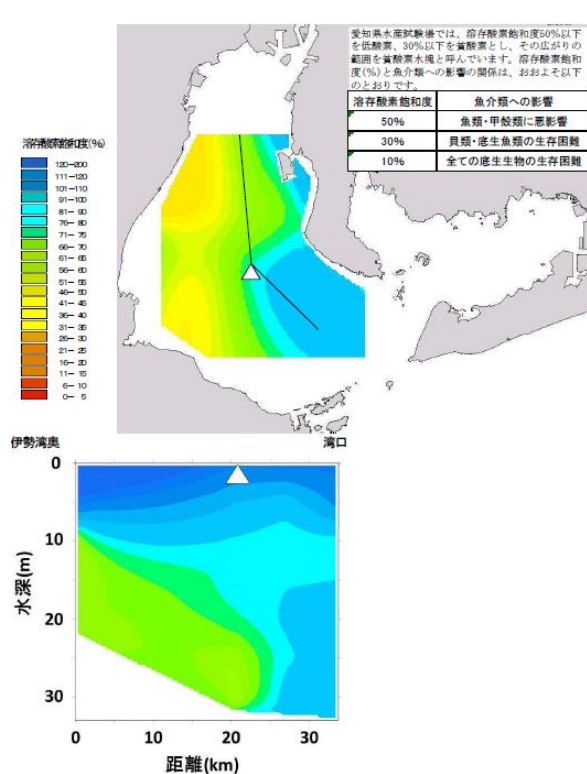 愛知県水産試験場では、溶存酸素飽和度50%以下
を低酸素、30%以下を貧酸素とし、その広がりの
範囲を貧酸素水塊と呼んでいます。溶存酸素飽和
度(%)と魚介類への影響の関係は、おおよそ以下
のとおりです。
溶存酸素飽和度 魚介類への影響
50% 魚類・甲殻類に悪影響
30% 貝類・底生魚類の生存困難
10% 全ての底生生物の生存困難
溶存酸素飽和度(%)
120-200
111-120
101-110
91-100
81- 90
76- 80
71- 75
66- 70
61- 65
56- 60
51- 55
46- 50
41- 45
36- 40
31- 35
26- 30
21- 25
16- 20
11- 15
6- 10
0- 5
伊勢湾奥 湾口
0
10
20
30
水深(m)
0 10 20 30
距離(km)